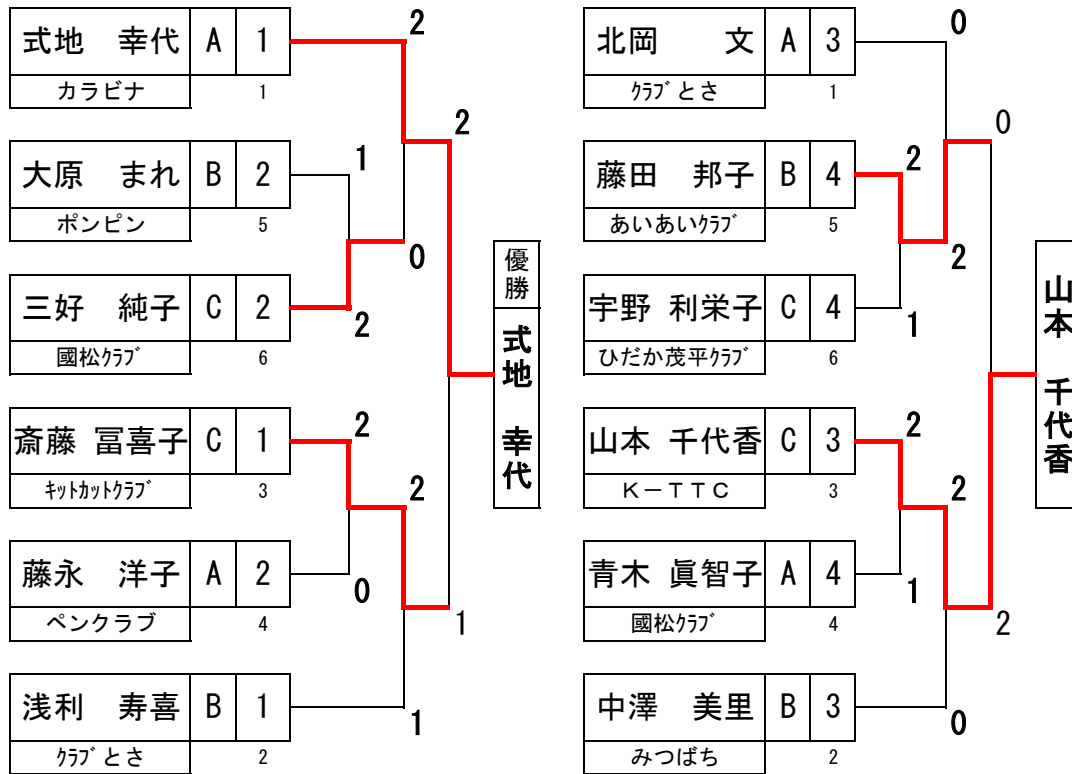 式地　幸代 A 1
カラビナ 1
2
大原　まれ B 2
ポンピン 5
1
2
三好　純子 C 2
國松ｸﾗﾌﾞ 6
2
0
斎藤 冨喜子 C 1
ｷｯﾄｶｯﾄｸﾗﾌﾞ 3
2
2
藤永　洋子 A 2
ペンクラブ 4
0
1
浅利　寿喜 B 1
ｸﾗﾌﾞとさ 2
1
優勝
式地　幸代
北岡　　文 A 3
ｸﾗﾌﾞとさ 1
0
0
藤田　邦子 B 4
あいあいｸﾗﾌﾞ 5
2
2
宇野 利栄子 C 4
ひだか茂平ｸﾗﾌﾞ 6
1
山本 千代香 C 3
K－TTC 3
2
2
青木 眞智子 A 4
國松ｸﾗﾌﾞ 4
1
2
中澤　美里 B 3
みつばち 2
0
山本　千代香